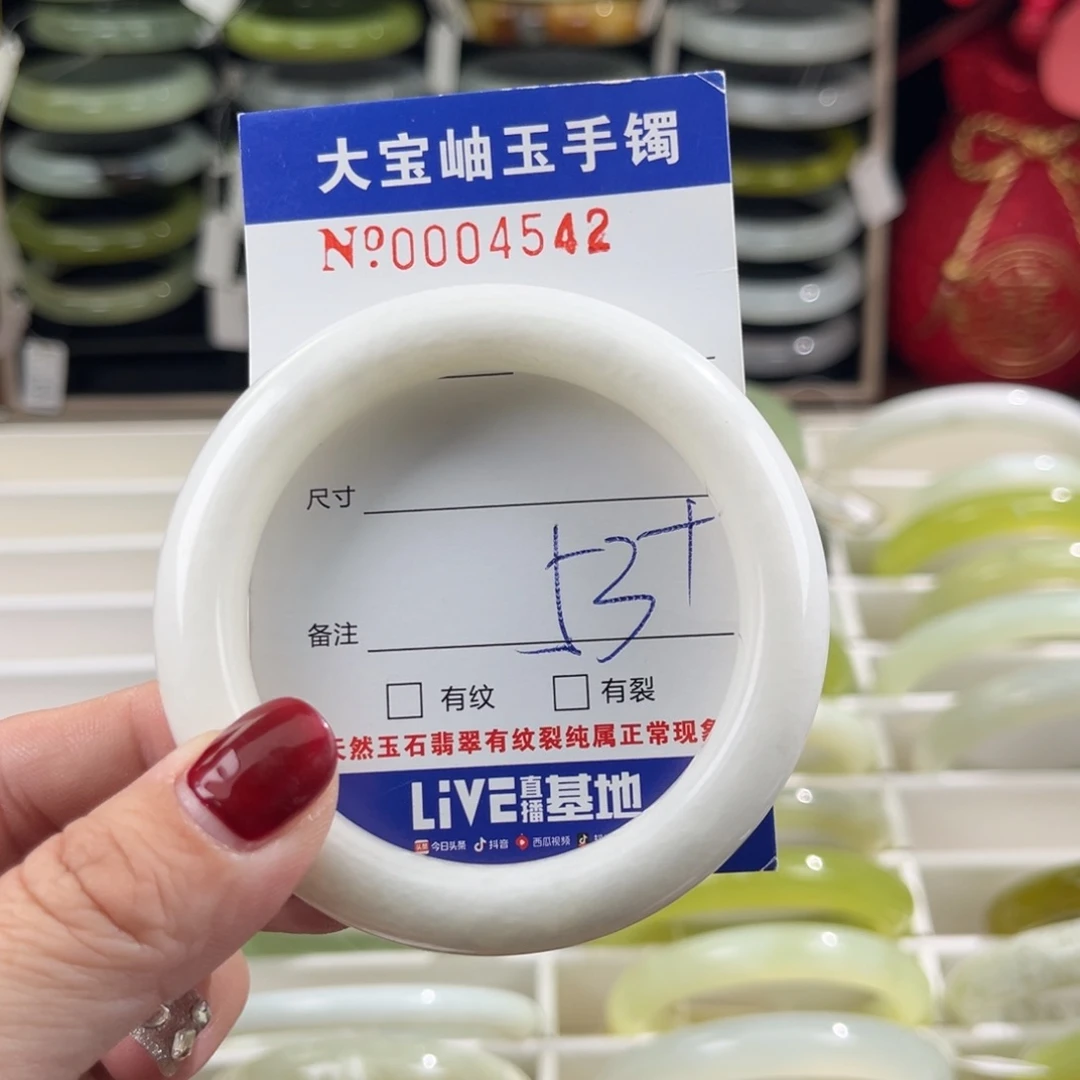 大宝岫玉手镯
Nº0004542
尺寸
53+
备注
□ 有纹 □ 有裂
天然玉石翡翠有纹裂纯属正常现象
LiVE直播基地
今日头条 抖音 西瓜视频